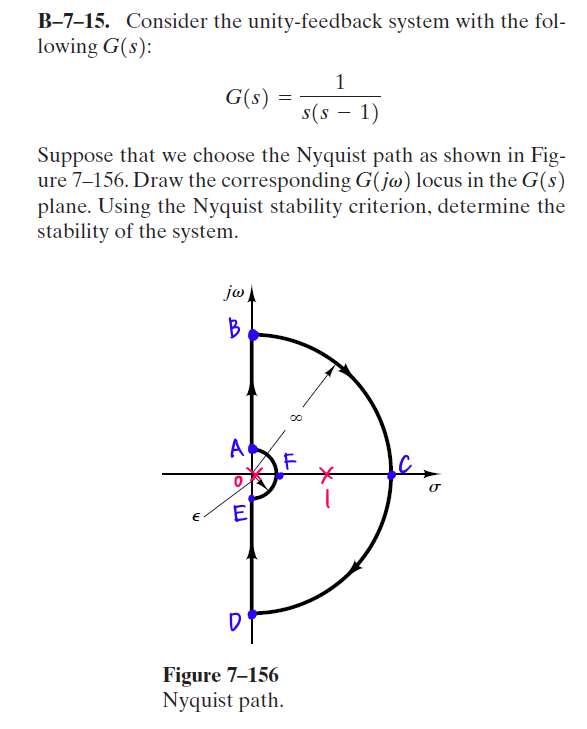 B–7–15. Consider the unity-feedback system with the fol-
lowing G(s):
G(s) = 1 / s(s − 1)
Suppose that we choose the Nyquist path as shown in Fig-
ure 7–156. Draw the corresponding G(jω) locus in the G(s)
plane. Using the Nyquist stability criterion, determine the
stability of the system.
jω
B
∞
A
F
C
0
1
σ
ϵ
E
D
Figure 7–156
Nyquist path.